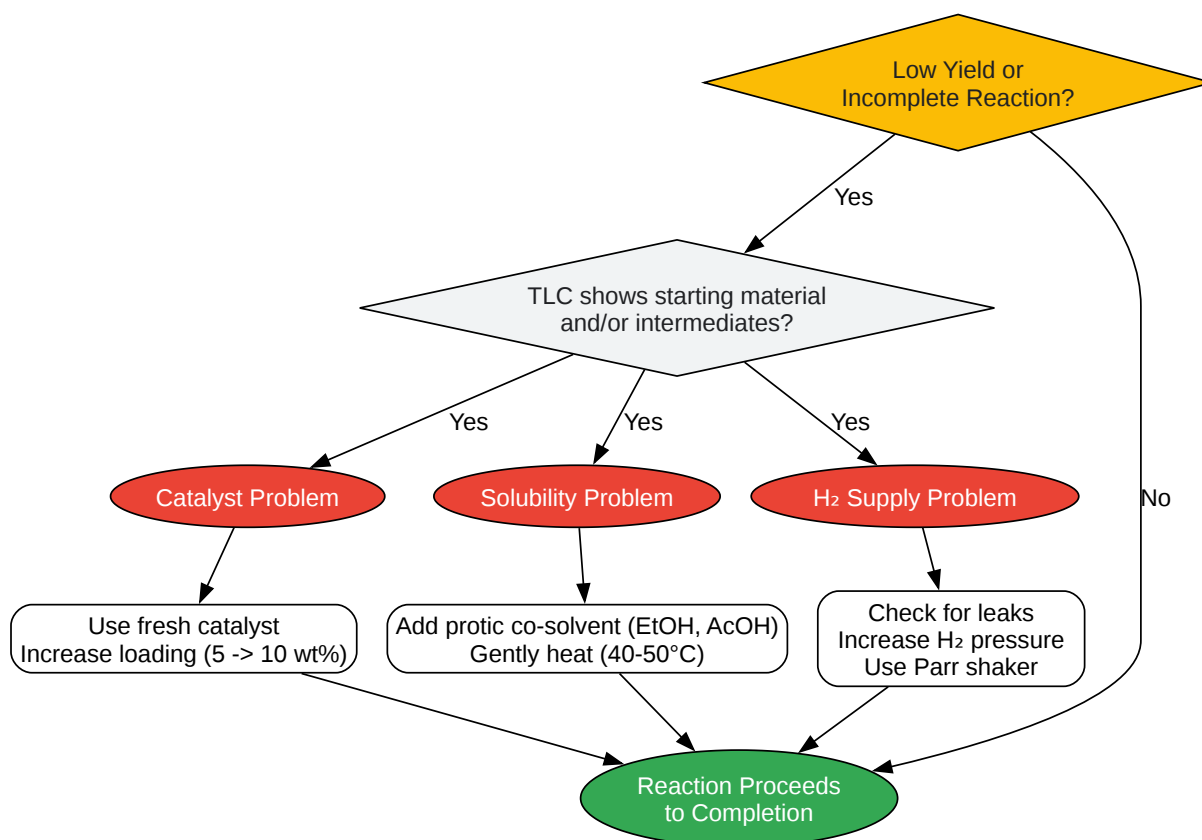 Low Yield or
Incomplete Reaction?
Yes
TLC shows starting material
and/or intermediates?
Yes
Yes
Yes
Catalyst Problem
Solubility Problem
H₂ Supply Problem
No
Use fresh catalyst
Increase loading (5 -> 10 wt%)
Add protic co-solvent (EtOH, AcOH)
Gently heat (40-50°C)
Check for leaks
Increase H₂ pressure
Use Parr shaker
Reaction Proceeds
to Completion